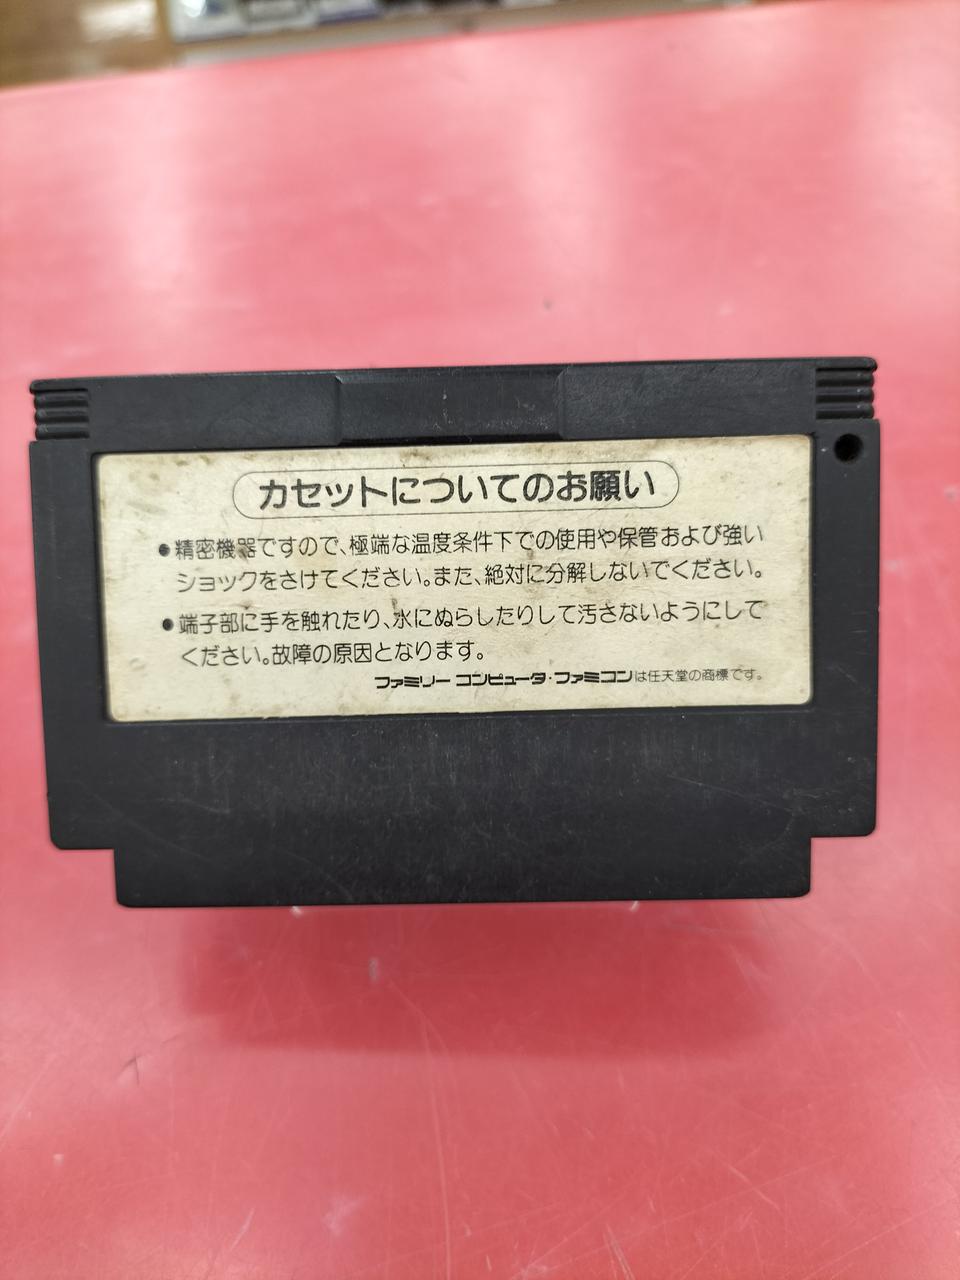 カセットについてのお願い
●精密機器ですので、極端な温度条件下での使用や保管および強い
ショックをさけてください。また、絶対に分解しないでください。
●端子部に手を触れたり、水にぬらしたりして汚さないようにして
ください。故障の原因となります。
ファミリー コンピュータ・ファミコンは任天堂の商標です。